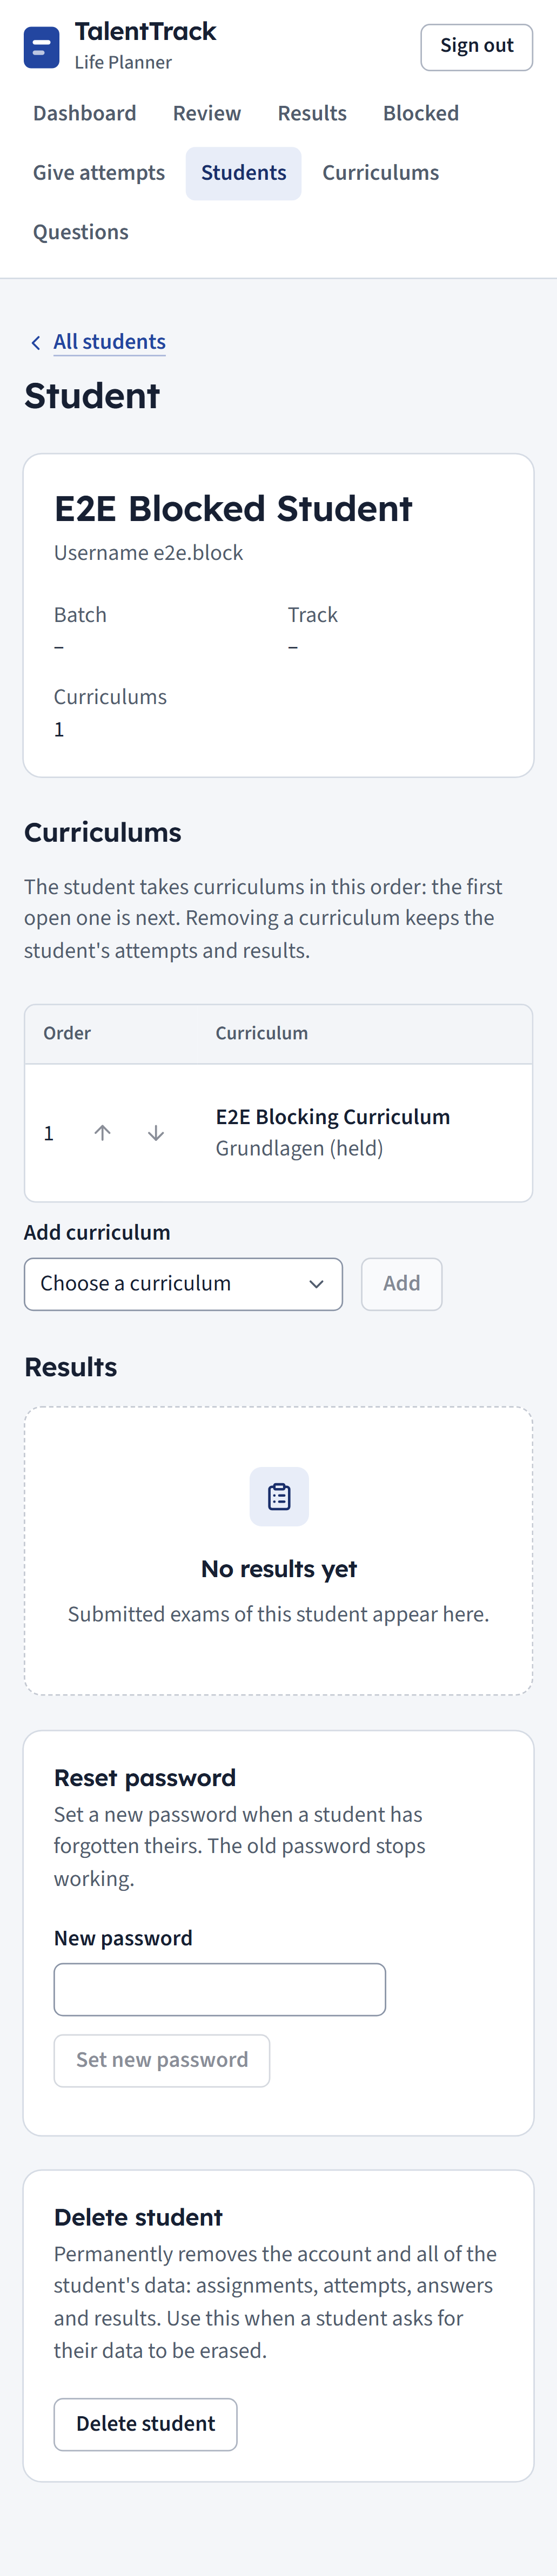 TalentTrack
Life Planner
Sign out
Dashboard
Review
Results
Blocked
Give attempts
Students
Curriculums
Questions
All students
Student
E2E Blocked Student
Username e2e.block
Batch
Track
–
–
Curriculums
1
Curriculums
The student takes curriculums in this order: the first
open one is next. Removing a curriculum keeps the
student's attempts and results.
Order
Curriculum
1
E2E Blocking Curriculum
Grundlagen (held)
Add curriculum
Choose a curriculum
Add
Results
No results yet
Submitted exams of this student appear here.
Reset password
Set a new password when a student has
forgotten theirs. The old password stops
working.
New password
Set new password
Delete student
Permanently removes the account and all of the
student's data: assignments, attempts, answers
and results. Use this when a student asks for
their data to be erased.
Delete student